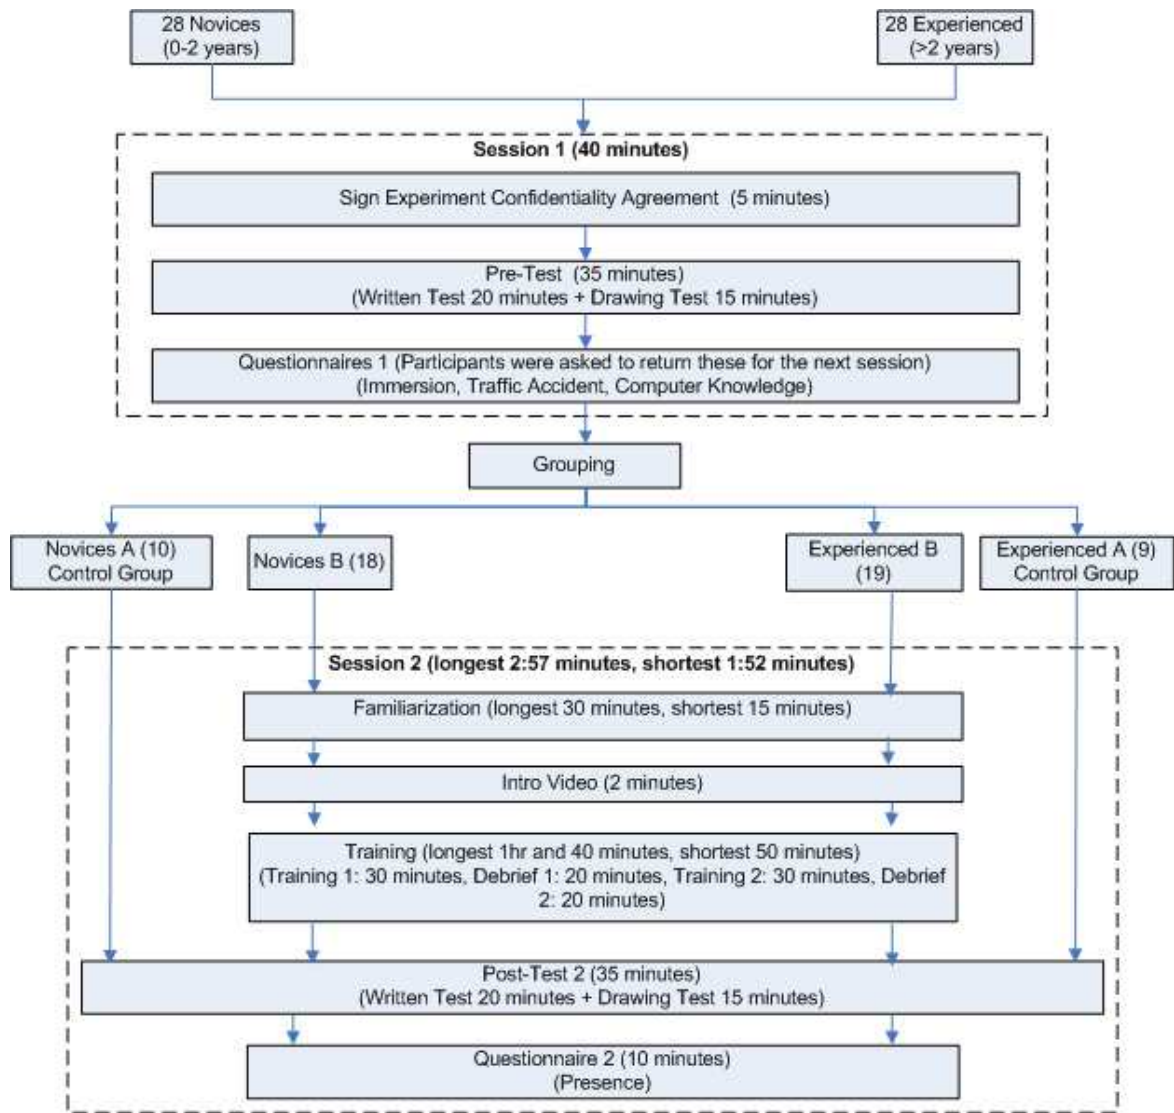 28 Novices
(0-2 years)
28 Experienced
(>2 years)
Session 1 (40 minutes)
Sign Experiment Confidentiality Agreement (5 minutes)
Pre-Test (35 minutes)
(Written Test 20 minutes + Drawing Test 15 minutes)
Questionnaires 1 (Participants were asked to return these for the next session)
(Immersion, Traffic Accident, Computer Knowledge)
Grouping
Novices A (10)
Control Group
Novices B (18)
Experienced B
(19)
Experienced A (9)
Control Group
Session 2 (longest 2:57 minutes, shortest 1:52 minutes)
Familiarization (longest 30 minutes, shortest 15 minutes)
Intro Video (2 minutes)
Training (longest 1hr and 40 minutes, shortest 50 minutes)
(Training 1: 30 minutes, Debrief 1: 20 minutes, Training 2: 30 minutes, Debrief
2: 20 minutes)
Post-Test 2 (35 minutes)
(Written Test 20 minutes + Drawing Test 15 minutes)
Questionnaire 2 (10 minutes)
(Presence)